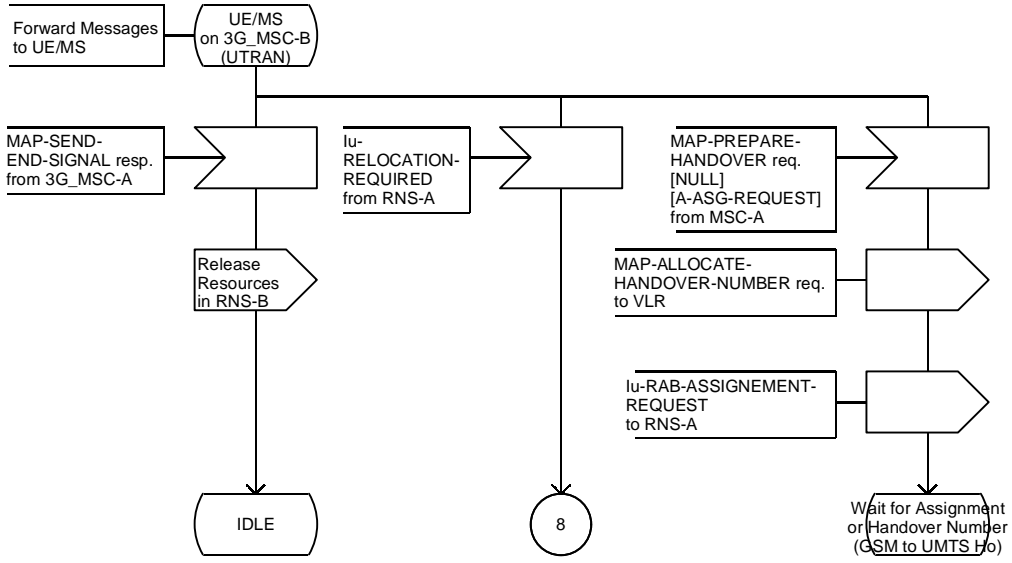 Forward Messages
to UE/MS
UE/MS
on 3G_MSC-B
(UTRAN)
MAP-SEND-
END-SIGNAL resp.
from 3G_MSC-A
Iu-
RELOCATION-
REQUIRED
from RNS-A
MAP-PREPARE-
HANDOVER req.
[NULL]
[A-ASG-REQUEST]
from MSC-A
Release
Resources
in RNS-B
MAP-ALLOCATE-
HANDOVER-NUMBER req.
to VLR
Iu-RAB-ASSIGNEMENT-
REQUEST
to RNS-A
IDLE
8
Wait for Assignment
or Handover Number
(GSM to UMTS Ho)